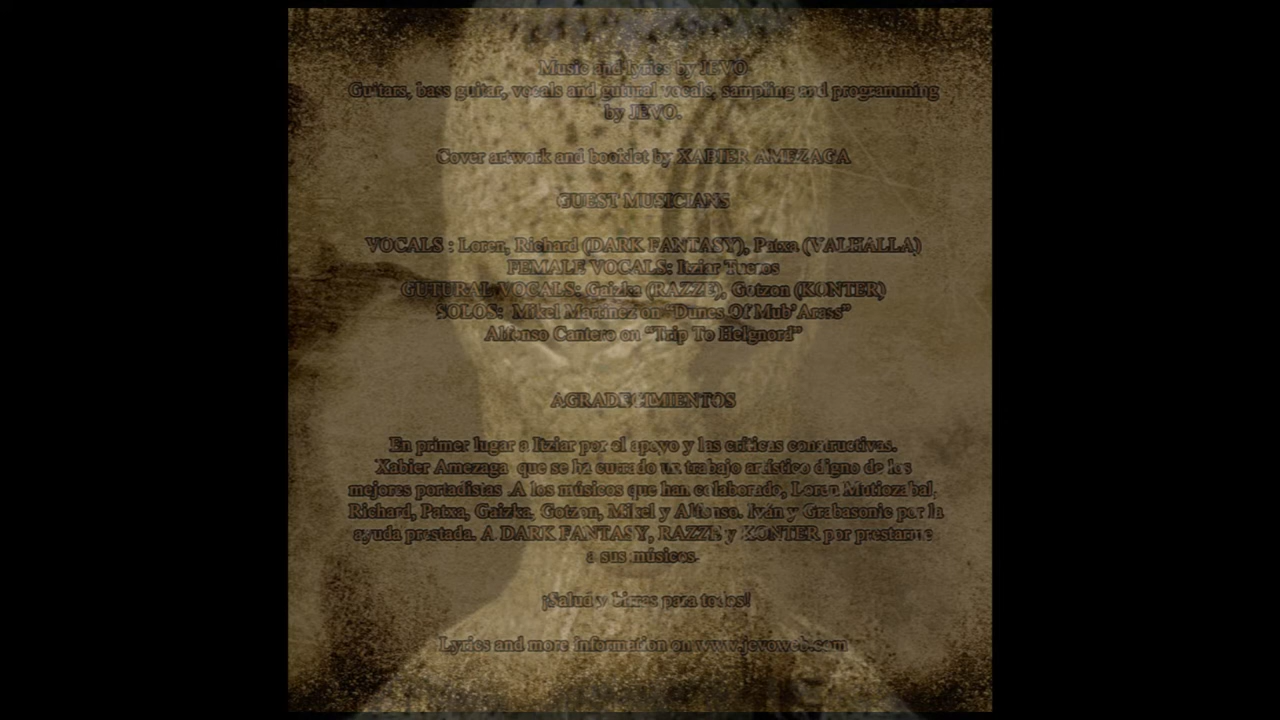 Music and lyrics by JEVO
Guitars, bass guitar, vocals and gutural vocals, sampling and programming
by JEVO.
Cover artwork and booklet by XABIER AMEZAGA
GUEST MUSICIANS
VOCALS : Loren, Richard (DARK FANTASY), Patxa (VALHALLA)
FEMALE VOCALS: Itziar Tueros
GUTURAL VOCALS: Gaizka (RAZZE), Gotzon (KONTER)
SOLOS: Mikel Martinez on “Dunes Of Mub’Arass”
Alfonso Cantero on “Trip To Helgnord”
AGRADECIMIENTOS
En primer lugar a Itziar por el apoyo y las criticas constructivas.
Xabier Amezaga que se ha currado un trabajo artístico digno de los
mejores portadistas .A los músicos que han colaborado, Loren Mutiozabal,
Richard, Patxa, Gaizka, Gotzon, Mikel y Alfonso. Iván y Grabasonic por la
ayuda prestada. A DARK FANTASY, RAZZE y KONTER por prestarme
a sus músicos.
¡Salud y birras para todos!
Lyrics and more information on www.jevoweb.com